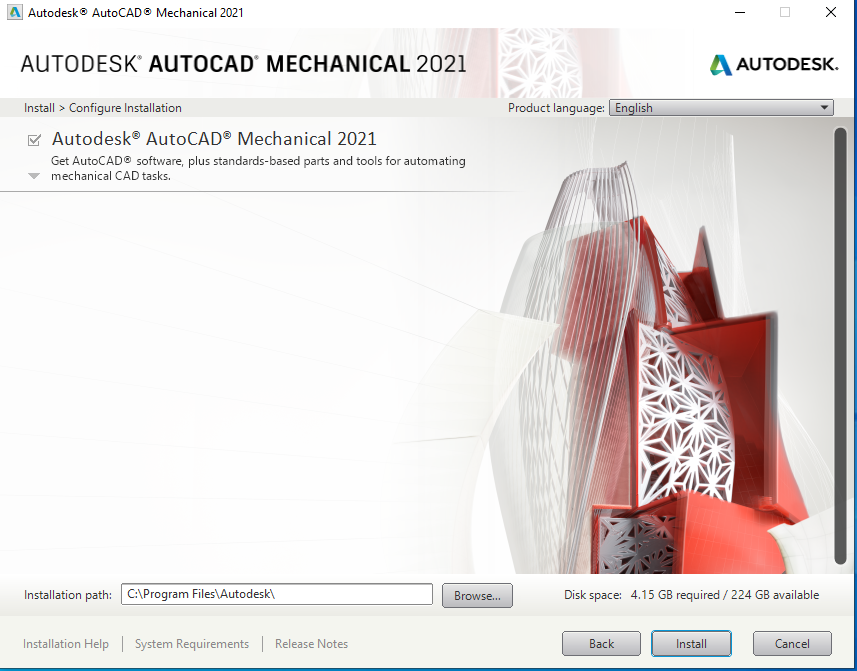 Autodesk® AutoCAD® Mechanical 2021
AUTODESK® AUTOCAD® MECHANICAL 2021
AUTODESK.
Install > Configure Installation
Product language: English
Autodesk® AutoCAD® Mechanical 2021
Get AutoCAD® software, plus standards-based parts and tools for automating
mechanical CAD tasks.
Installation path: C:\Program Files\Autodesk\ Browse... Disk space: 4.15 GB required / 224 GB available
Installation Help System Requirements Release Notes Back Install Cancel